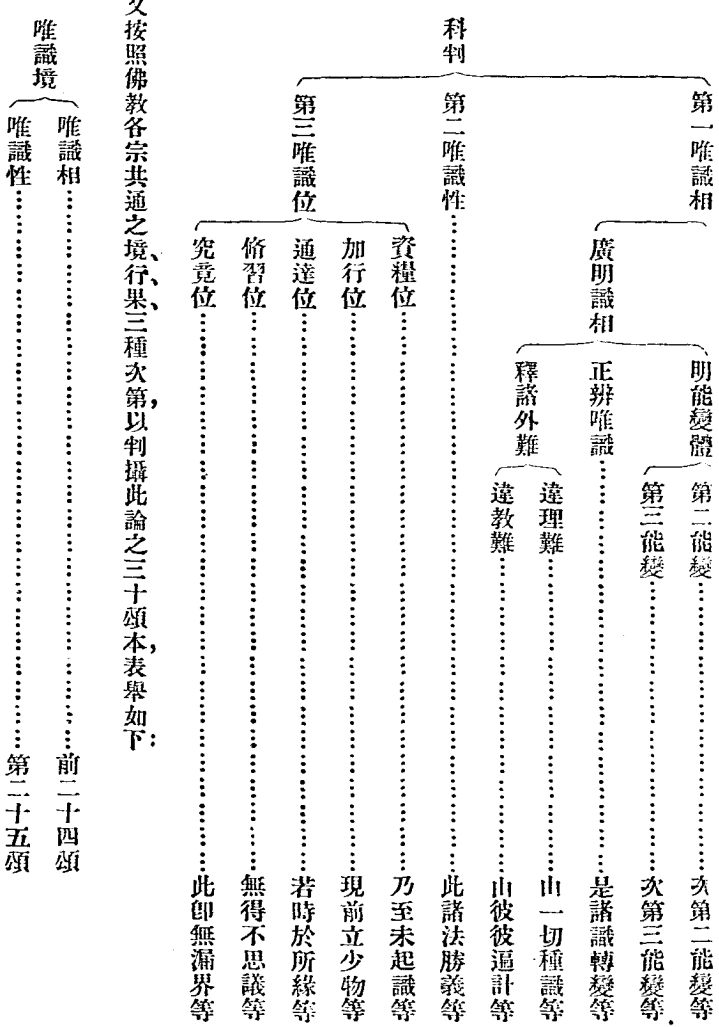 第一唯識相
明能變體
第二能變……次第二能變等
第三能變……次第三能變等
廣明識相
正辨唯識……是諸識轉變等
釋諸外難
違理難……由一切種識等
違教難……由彼彼遍計等
科判
第二唯識性……此諸法勝義等
第三唯識位
資糧位……乃至未起識等
加行位……現前立少物等
通達位……若時於所緣等
脩習位……無得不思議等
究竟位……此卽無漏界等
又按照佛教各宗共通之境、行、果、三種次第,以判攝此論之三十頌本表舉如下:
唯識境
唯識相……前二十四頌
唯識性……第二十五頌